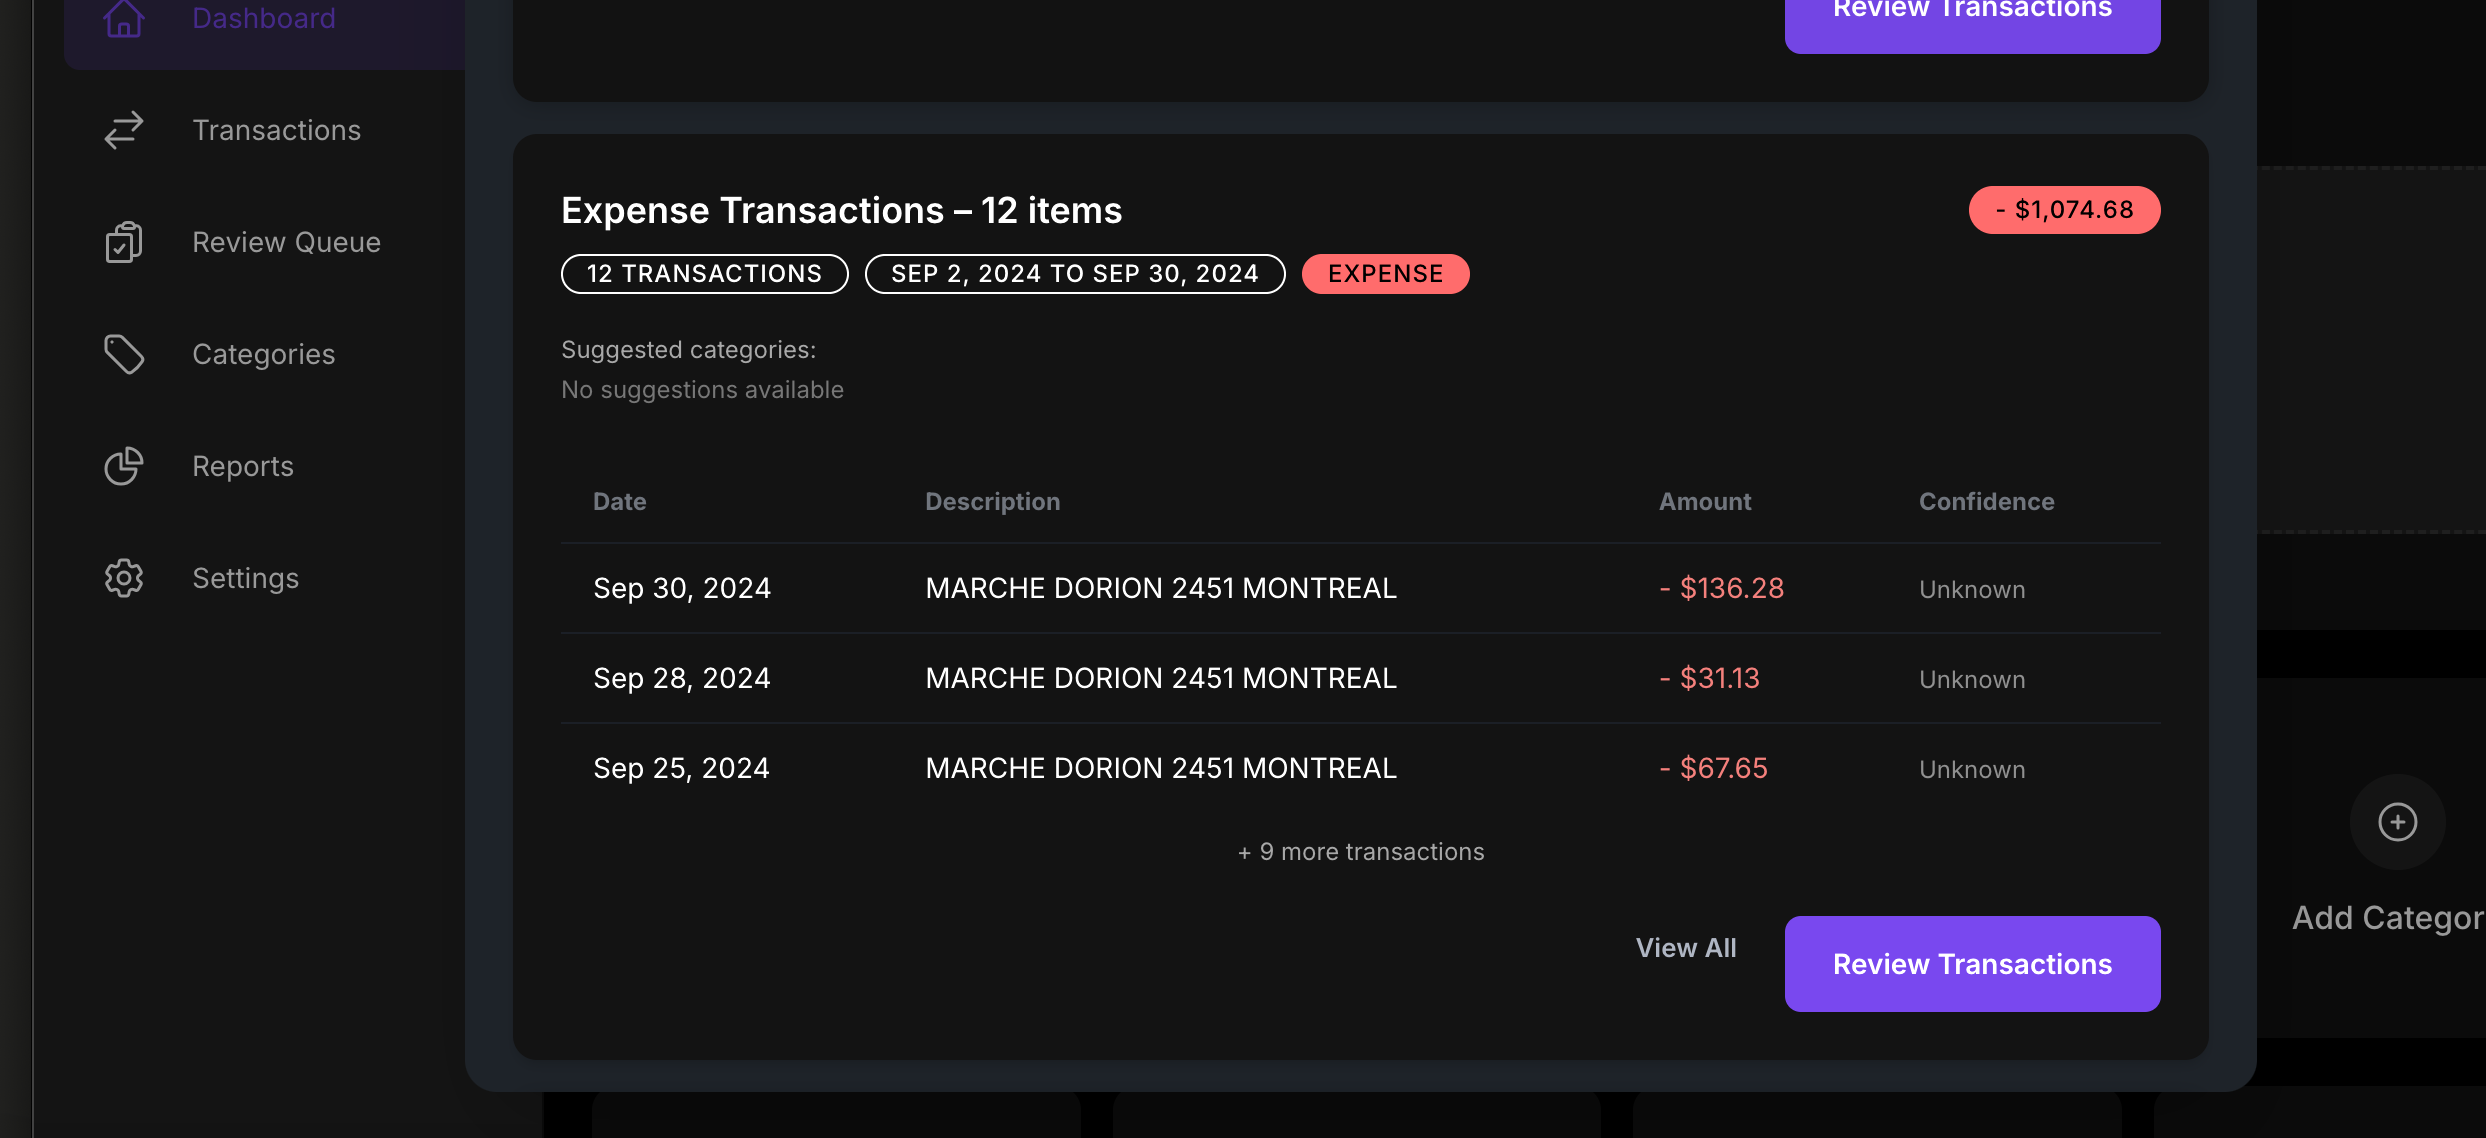 Dashboard
Transactions
Review Queue
Categories
Reports
Settings
Review Transactions
Expense Transactions – 12 items
- $1,074.68
12 TRANSACTIONS
SEP 2, 2024 TO SEP 30, 2024
EXPENSE
Suggested categories:
No suggestions available
Date Description Amount Confidence
Sep 30, 2024 MARCHE DORION 2451 MONTREAL - $136.28 Unknown
Sep 28, 2024 MARCHE DORION 2451 MONTREAL - $31.13 Unknown
Sep 25, 2024 MARCHE DORION 2451 MONTREAL - $67.65 Unknown
+ 9 more transactions
View All
Review Transactions
Add Categor